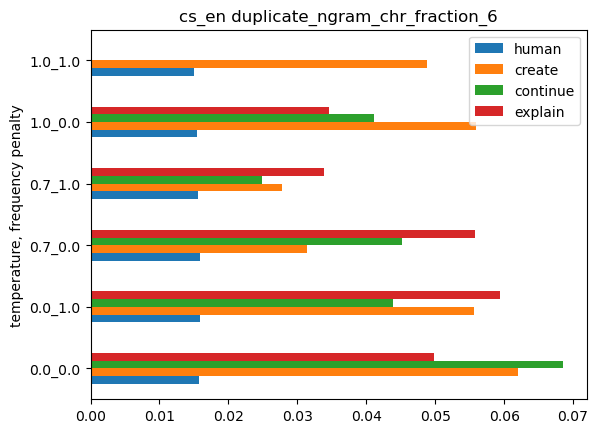 cs_en duplicate_ngram_chr_fraction_6
human
create
continue
explain
temperature, frequency penalty
1.0_1.0
1.0_0.0
0.7_1.0
0.7_0.0
0.0_1.0
0.0_0.0
0.00 0.01 0.02 0.03 0.04 0.05 0.06 0.07